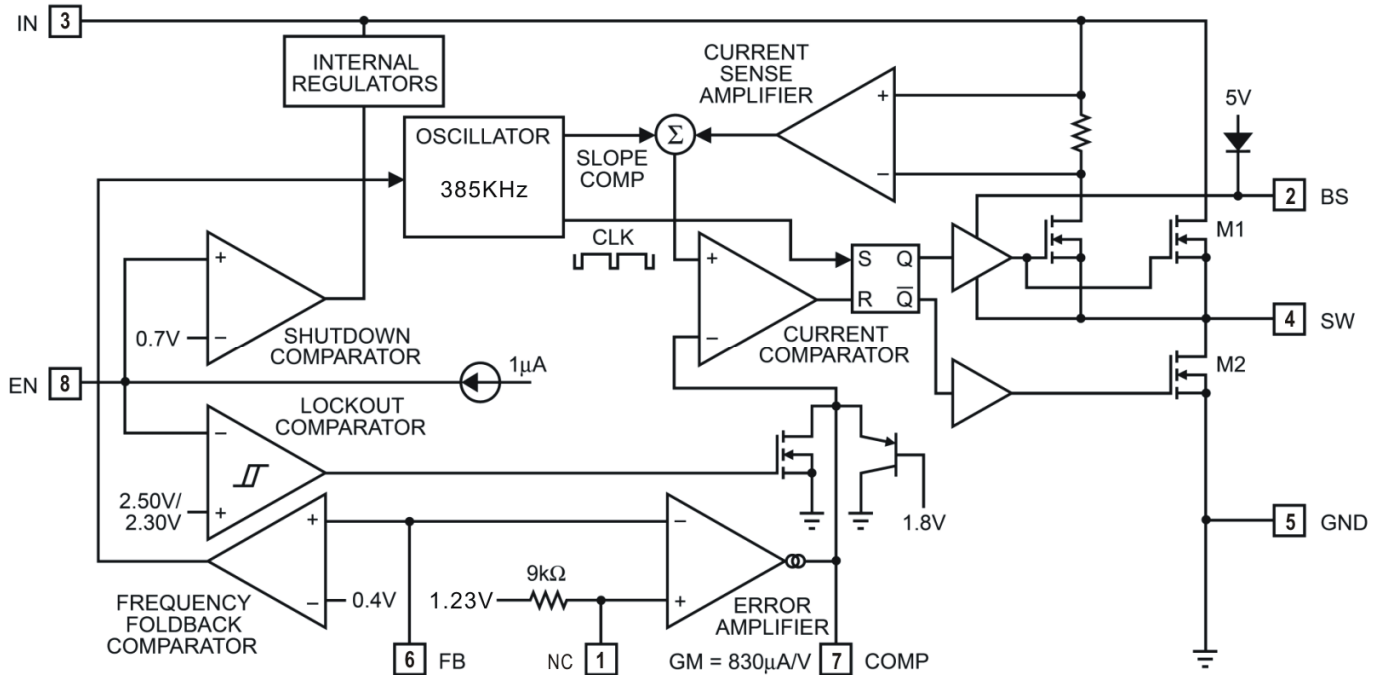 IN 3
INTERNAL
REGULATORS
CURRENT
SENSE
AMPLIFIER
+
−
5V
OSCILLATOR
385KHz
Σ
SLOPE
COMP
2 BS
CLK
M1
+
−
0.7V
SHUTDOWN
COMPARATOR
+
−
CURRENT
COMPARATOR
S Q
R Q̅
4 SW
M2
EN 8
1µA
LOCKOUT
COMPARATOR
−
+
2.50V/
2.30V
1.8V
5 GND
+
−
0.4V
FREQUENCY
FOLDBACK
COMPARATOR
1.23V
9kΩ
−
+
ERROR
AMPLIFIER
6 FB
NC 1
GM = 830µA/V 7 COMP